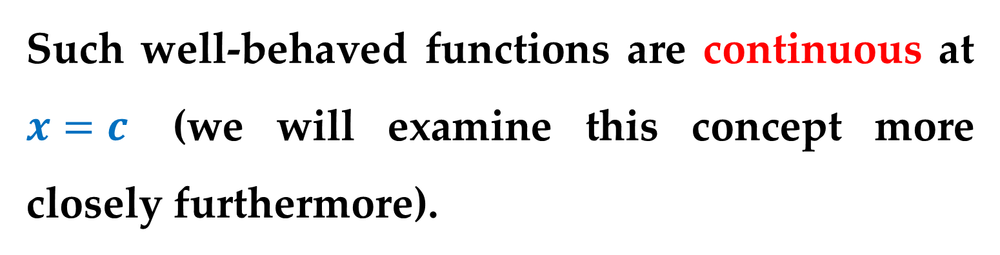 Such well-behaved functions are continuous at
x = c (we will examine this concept more
closely furthermore).